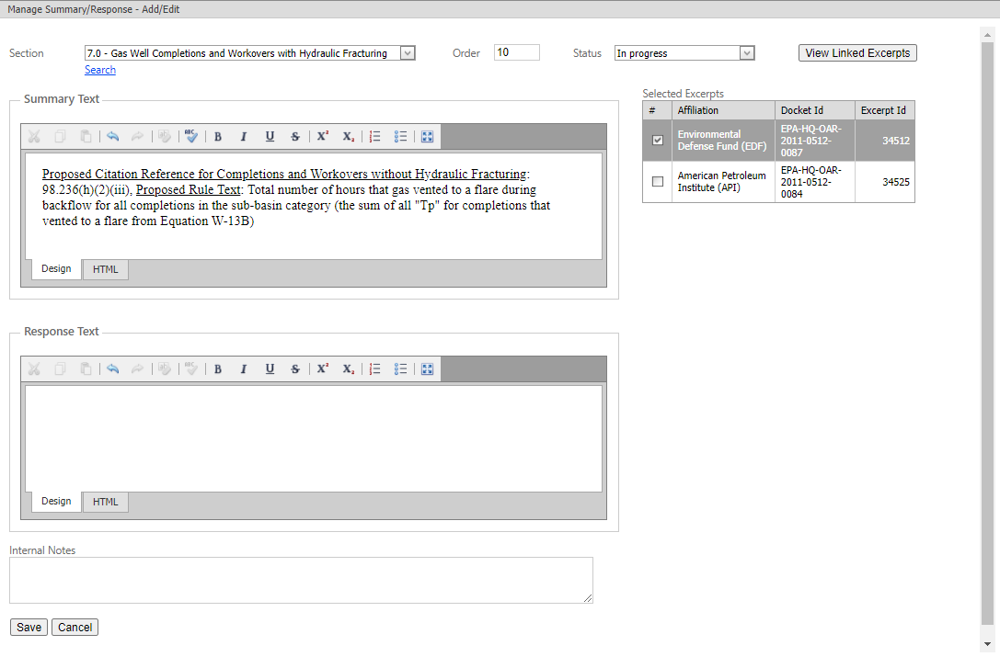 Manage Summary/Response - Add/Edit
Section
7.0 - Gas Well Completions and Workovers with Hydraulic Fracturing
Order
10
Status
In progress
View Linked Excerpts
Search
Summary Text
ABC
B I U S X² X₂
Proposed Citation Reference for Completions and Workovers without Hydraulic Fracturing:
98.236(h)(2)(iii), Proposed Rule Text: Total number of hours that gas vented to a flare during
backflow for all completions in the sub-basin category (the sum of all "Tp" for completions that
vented to a flare from Equation W-13B)
Design HTML
Selected Excerpts
# Affiliation Docket Id Excerpt Id
Environmental
Defense Fund (EDF)
EPA-HQ-OAR-
2011-0512-
0087
34512
American Petroleum
Institute (API)
EPA-HQ-OAR-
2011-0512-
0084
34525
Response Text
ABC
B I U S X² X₂
Design HTML
Internal Notes
Save Cancel